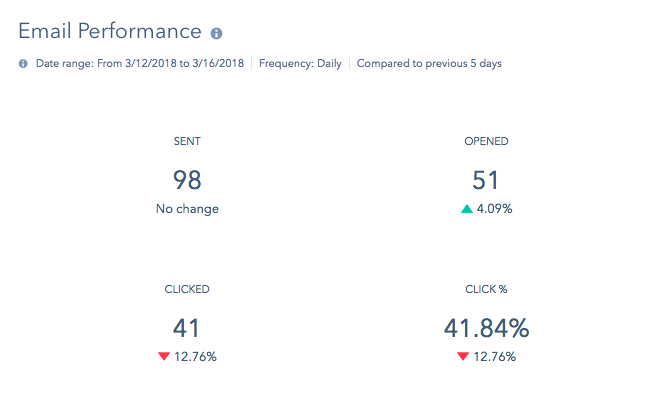 Email Performance
Date range: From 3/12/2018 to 3/16/2018 Frequency: Daily Compared to previous 5 days
SENT
98
No change
OPENED
51
4.09%
CLICKED
41
12.76%
CLICK %
41.84%
12.76%